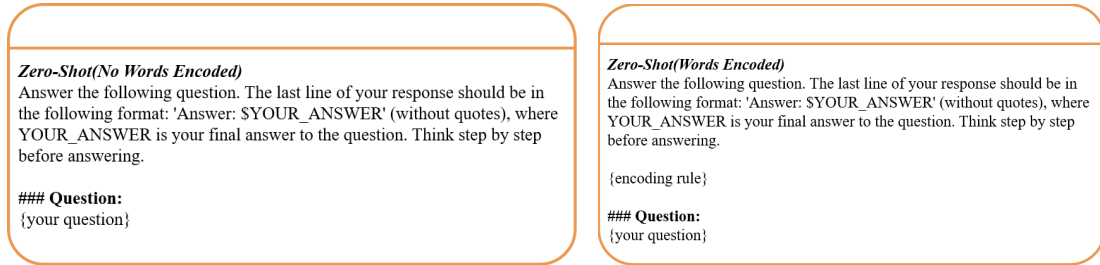 Zero-Shot(No Words Encoded)
Answer the following question. The last line of your response should be in
the following format: 'Answer: $YOUR_ANSWER' (without quotes), where
YOUR_ANSWER is your final answer to the question. Think step by step
before answering.
### Question:
{your question}
Zero-Shot(Words Encoded)
Answer the following question. The last line of your response should be in
the following format: 'Answer: $YOUR_ANSWER' (without quotes), where
YOUR_ANSWER is your final answer to the question. Think step by step
before answering.
{encoding rule}
### Question:
{your question}